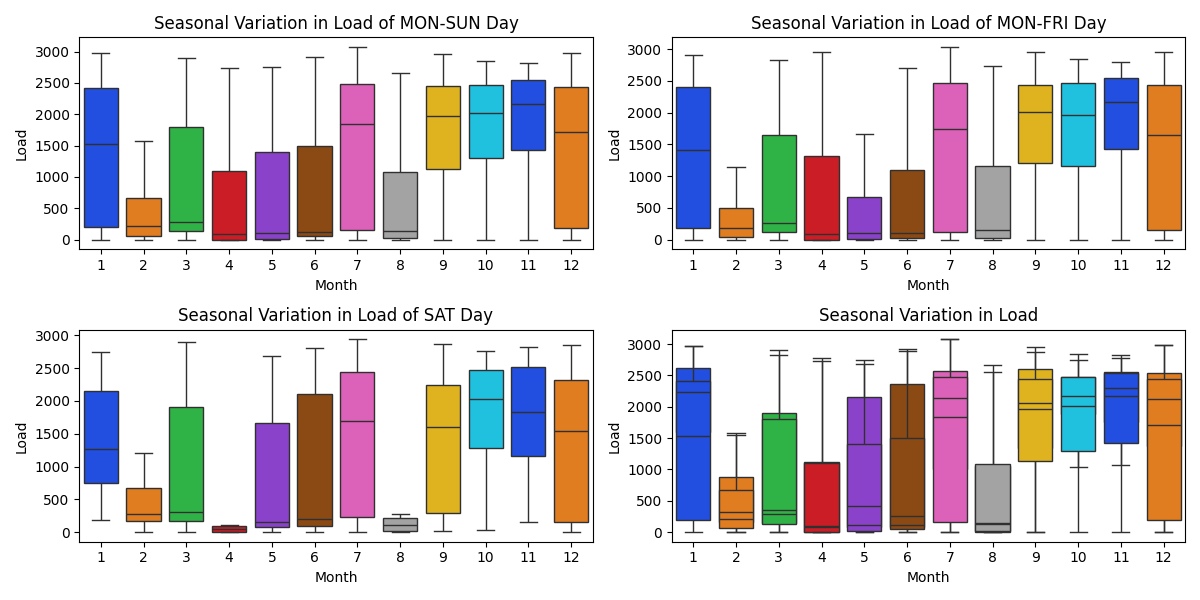 Seasonal Variation in Load of MON-SUN Day
3000
2500
2000
1500
1000
500
0
Load
1 2 3 4 5 6 7 8 9 10 11 12
Month
Seasonal Variation in Load of MON-FRI Day
3000
2500
2000
1500
1000
500
0
Load
1 2 3 4 5 6 7 8 9 10 11 12
Month
Seasonal Variation in Load of SAT Day
3000
2500
2000
1500
1000
500
0
Load
1 2 3 4 5 6 7 8 9 10 11 12
Month
Seasonal Variation in Load
3000
2500
2000
1500
1000
500
0
Load
1 2 3 4 5 6 7 8 9 10 11 12
Month